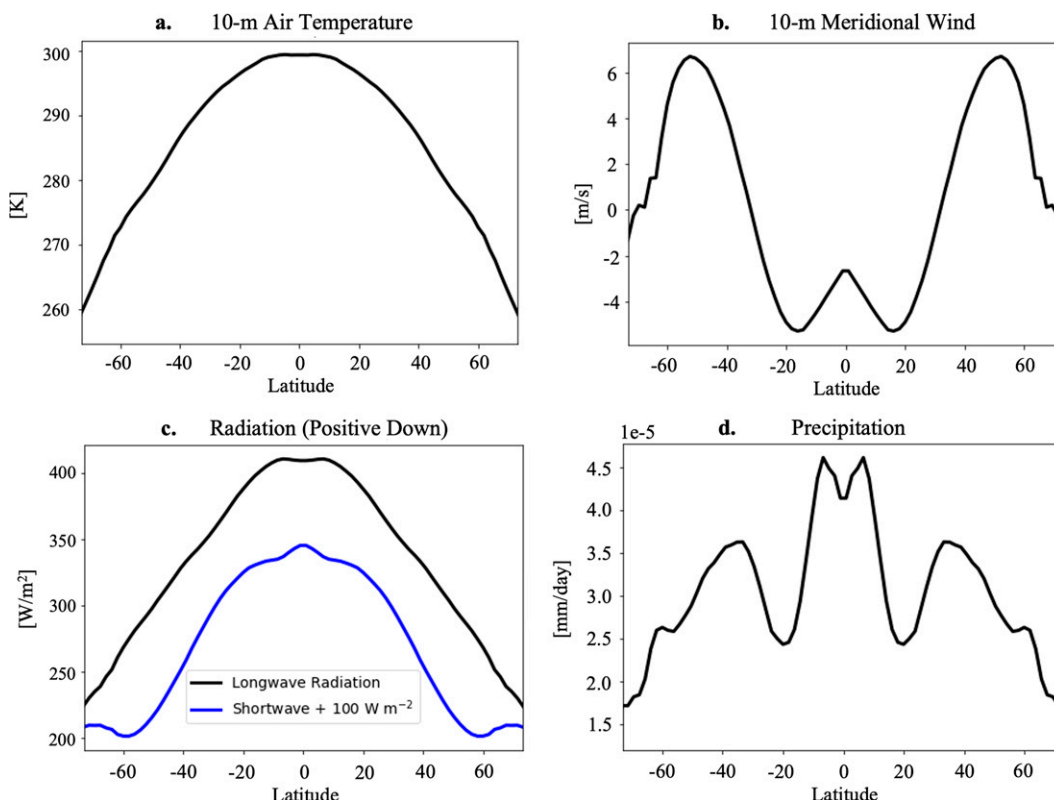 a. 10-m Air Temperature
300
290
280
270
260
[K]
-60 -40 -20 0 20 40 60
Latitude
b. 10-m Meridional Wind
6
4
2
0
-2
-4
[m/s]
-60 -40 -20 0 20 40 60
Latitude
c. Radiation (Positive Down)
400
350
300
250
200
[W/m²]
Longwave Radiation
Shortwave + 100 W m⁻²
-60 -40 -20 0 20 40 60
Latitude
1e-5 d. Precipitation
4.5
3.5
3.0
2.5
2.0
1.5
[mm/day]
-60 -40 -20 0 20 40 60
Latitude